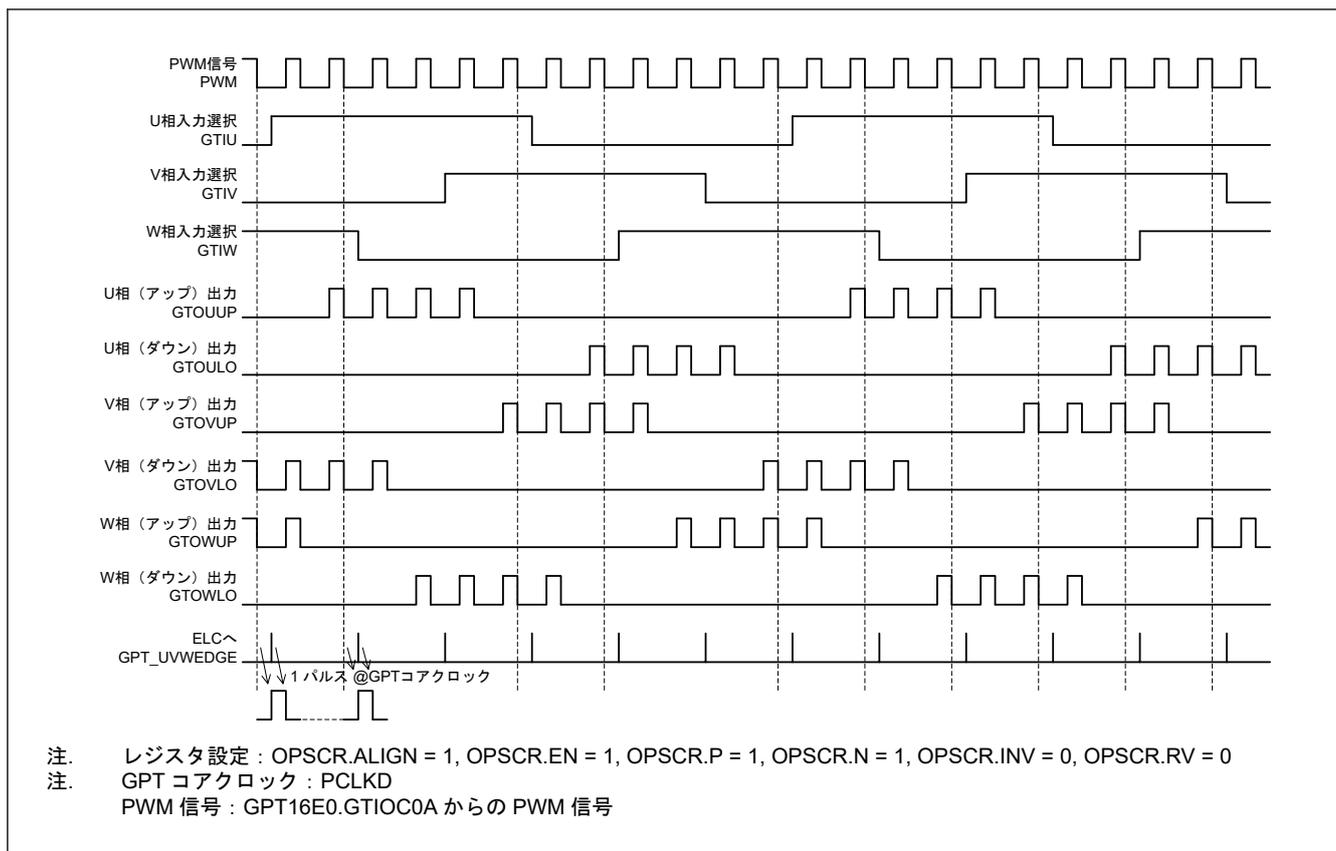 PWM信号
PWM
U相入力選択
GTIU
V相入力選択
GTIV
W相入力選択
GTIW
U相（アップ）出力
GTOUUP
U相（ダウン）出力
GTOULO
V相（アップ）出力
GTOVUP
V相（ダウン）出力
GTOVLO
W相（アップ）出力
GTOWUP
W相（ダウン）出力
GTOWLO
ELCへ
GPT_UVWEDGE
1 パルス @GPTコアクロック
注. レジスタ設定：OPSCR.ALIGN = 1, OPSCR.EN = 1, OPSCR.P = 1, OPSCR.N = 1, OPSCR.INV = 0, OPSCR.RV = 0
注. GPT コアクロック：PCLKD
PWM 信号：GPT16E0.GTIOC0A からの PWM 信号